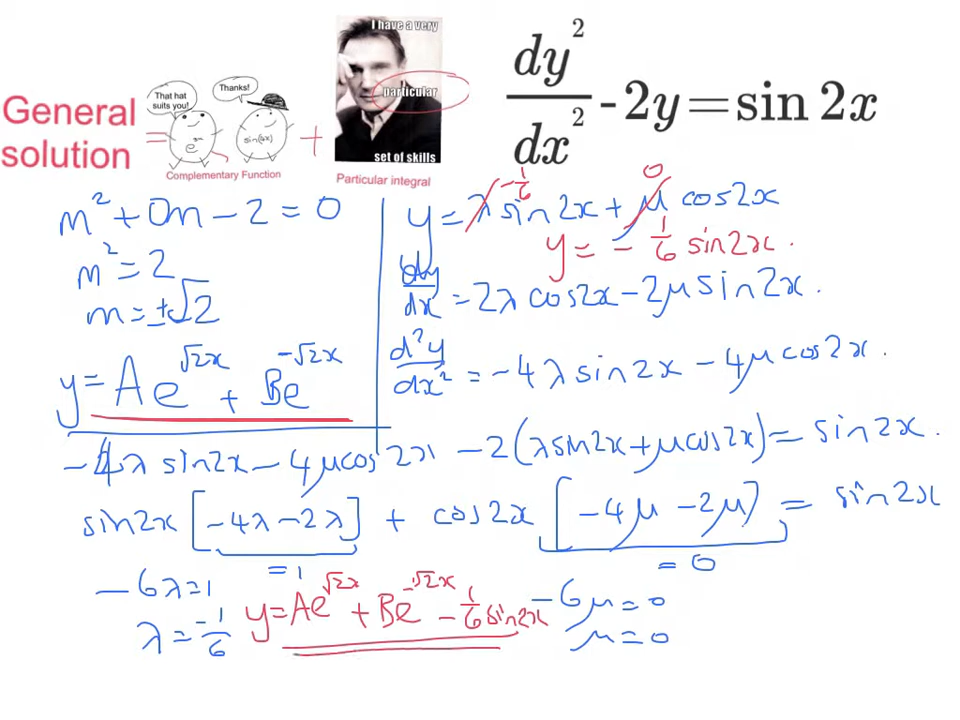 I have a very
particular
set of skills
That hat
suits you!
Thanks!
e^x
sin(ax)
General
solution
= +
Complementary Function
Particular integral
dy²/dx² - 2y = sin 2x
m² + 0m - 2 = 0
m² = 2
m = ±√2
y = Ae^√2x + Be^-√2x
y = λ sin 2x + μ cos 2x
-1/6
0
y = -1/6 sin 2x.
dy/dx = 2λ cos 2x - 2μ sin 2x.
d²y/dx² = -4λ sin 2x - 4μ cos 2x.
-4λ sin 2x - 4μ cos 2x - 2(λ sin 2x + μ cos 2x) = sin 2x.
sin 2x [-4λ - 2λ] + cos 2x [-4μ - 2μ] = sin 2x
= 1
= 0
-6λ = 1
λ = -1/6
y = Ae^√2x + Be^-√2x - 1/6 sin 2x
-6μ = 0
μ = 0